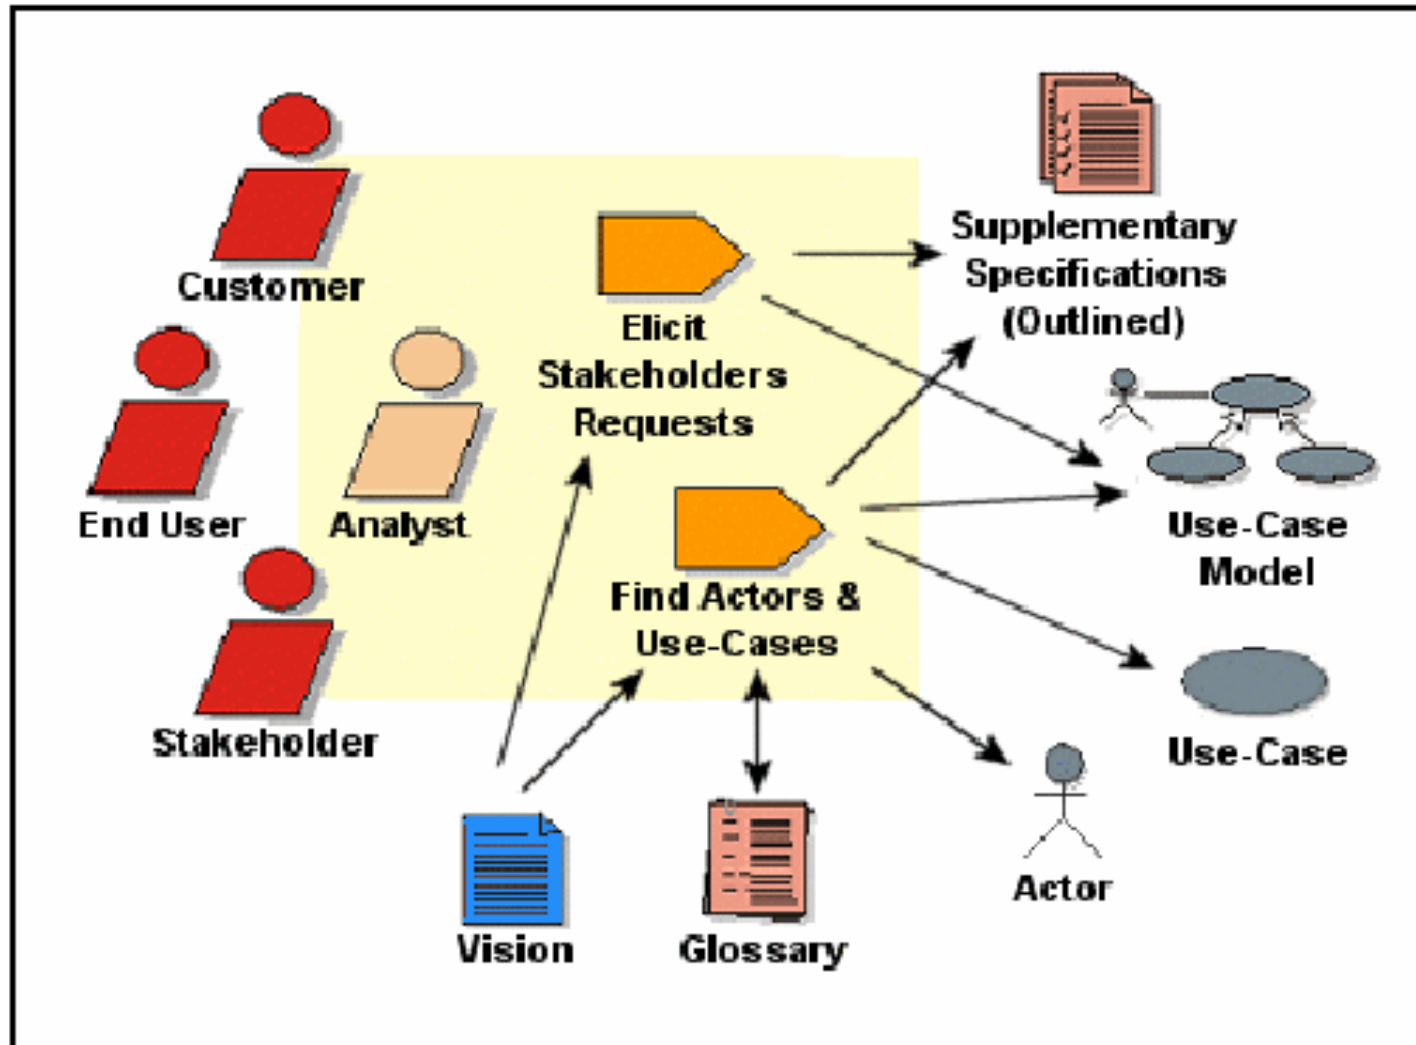 Customer
Supplementary
Specifications
(Outlined)
Elicit
Stakeholders
Requests
End User
Analyst
Use-Case
Model
Find Actors &
Use-Cases
Stakeholder
Use-Case
Actor
Vision
Glossary